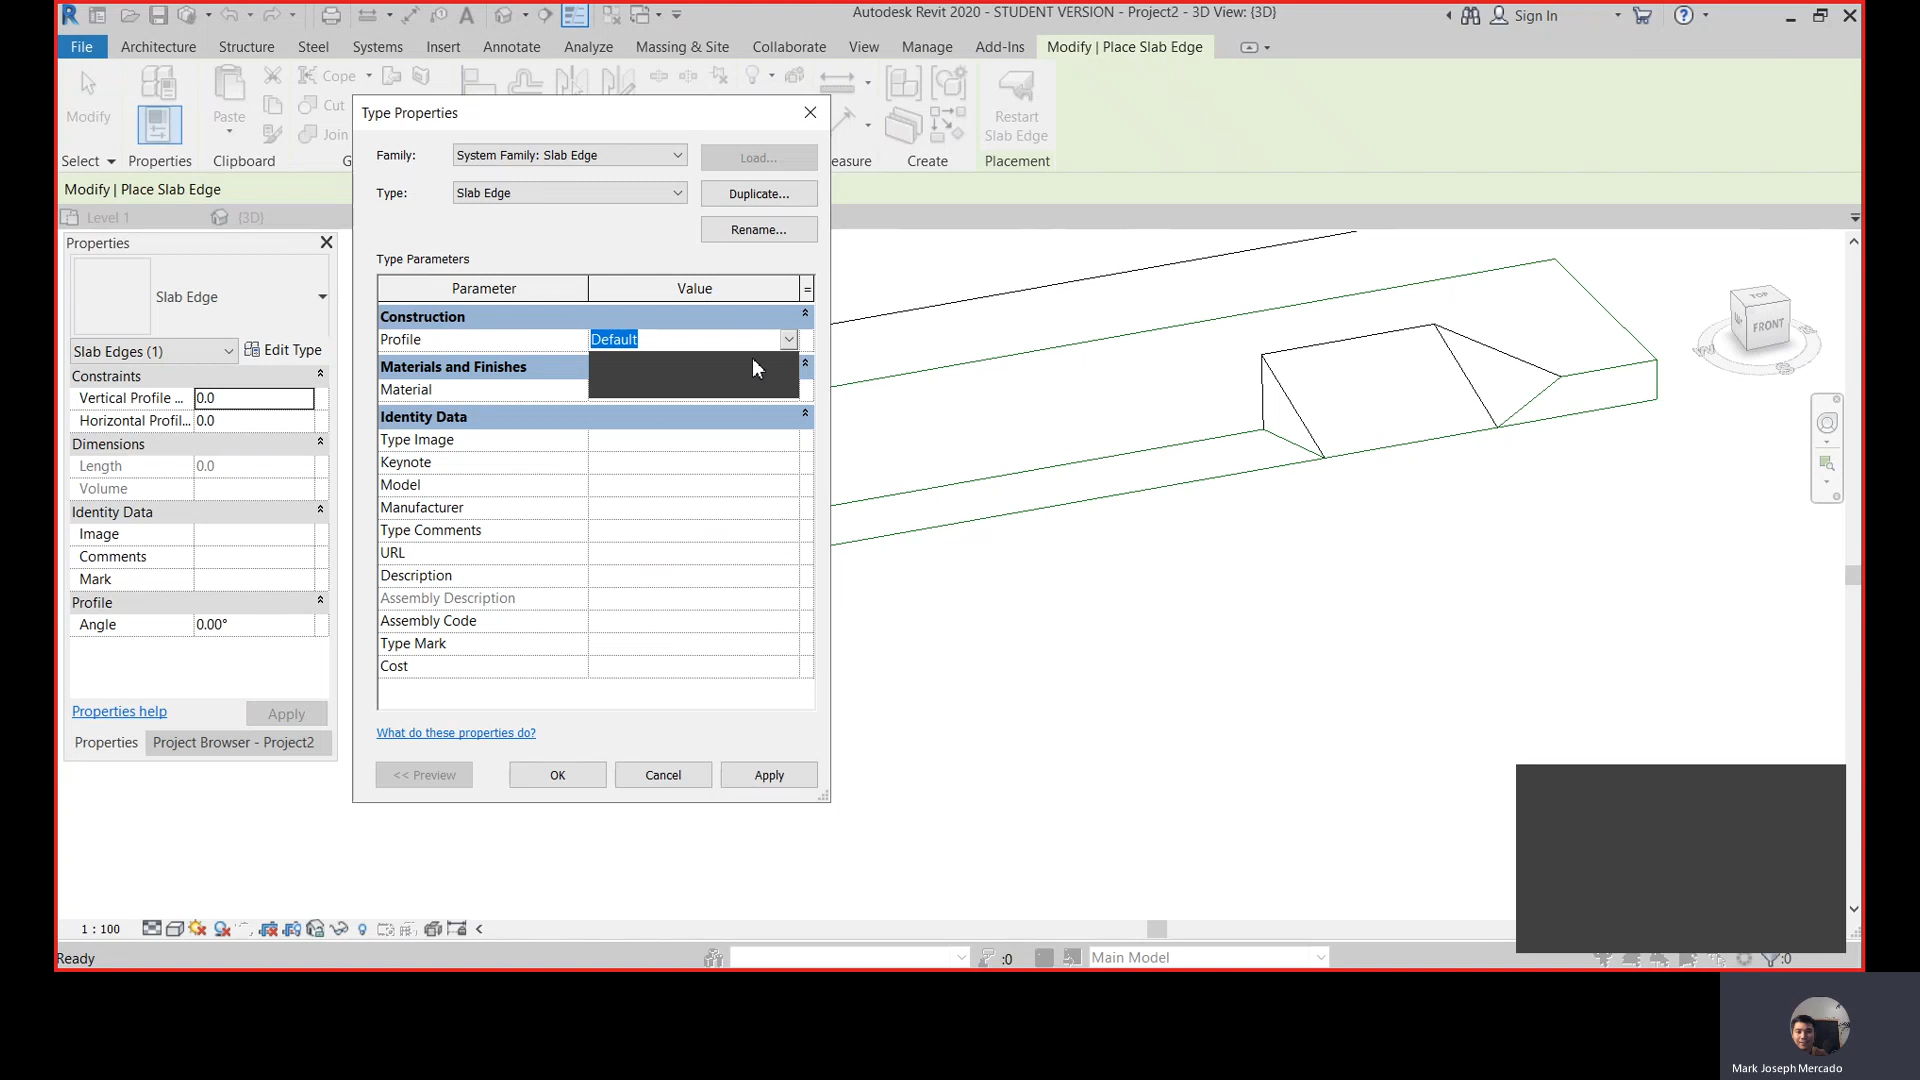 Autodesk Revit 2020 - STUDENT VERSION - Project2 - 3D View: {3D}
Sign In
File Architecture Structure Steel Systems Insert Annotate Analyze Massing & Site Collaborate View Manage Add-Ins Modify | Place Slab Edge
Modify
Paste
Cope
Cut
Join
Restart
Slab Edge
Select Properties Clipboard G easure Create Placement
Modify | Place Slab Edge
Level 1
{3D}
Properties
Slab Edge
Slab Edges (1)
Edit Type
Constraints
Vertical Profile ... 0.0
Horizontal Profil... 0.0
Dimensions
Length 0.0
Volume
Identity Data
Image
Comments
Mark
Profile
Angle 0.00°
Properties help
Apply
Properties
Project Browser - Project2
Type Properties
Family: System Family: Slab Edge Load...
Type: Slab Edge Duplicate...
Rename...
Type Parameters
Parameter Value =
Construction
Profile Default
Materials and Finishes
Material
Identity Data
Type Image
Keynote
Model
Manufacturer
Type Comments
URL
Description
Assembly Description
Assembly Code
Type Mark
Cost
What do these properties do?
<< Preview OK Cancel Apply
TOP
FRONT
1 : 100
Ready
:0
Main Model
:0
Mark Joseph Mercado